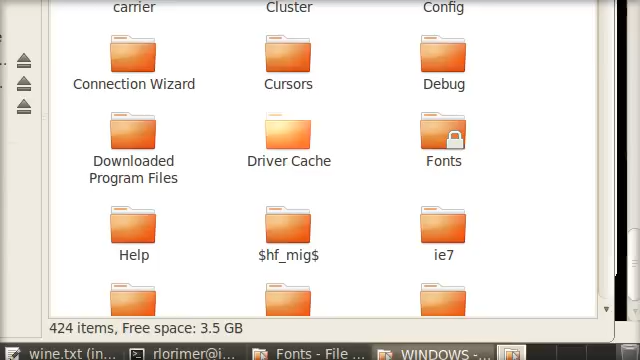 carrier
Cluster
Config
Connection Wizard
Cursors
Debug
Downloaded
Program Files
Driver Cache
Fonts
Help
$hf_mig$
ie7
424 items, Free space: 3.5 GB
wine.txt (in...
rlorimer@i...
Fonts - File ...
WINDOWS -...